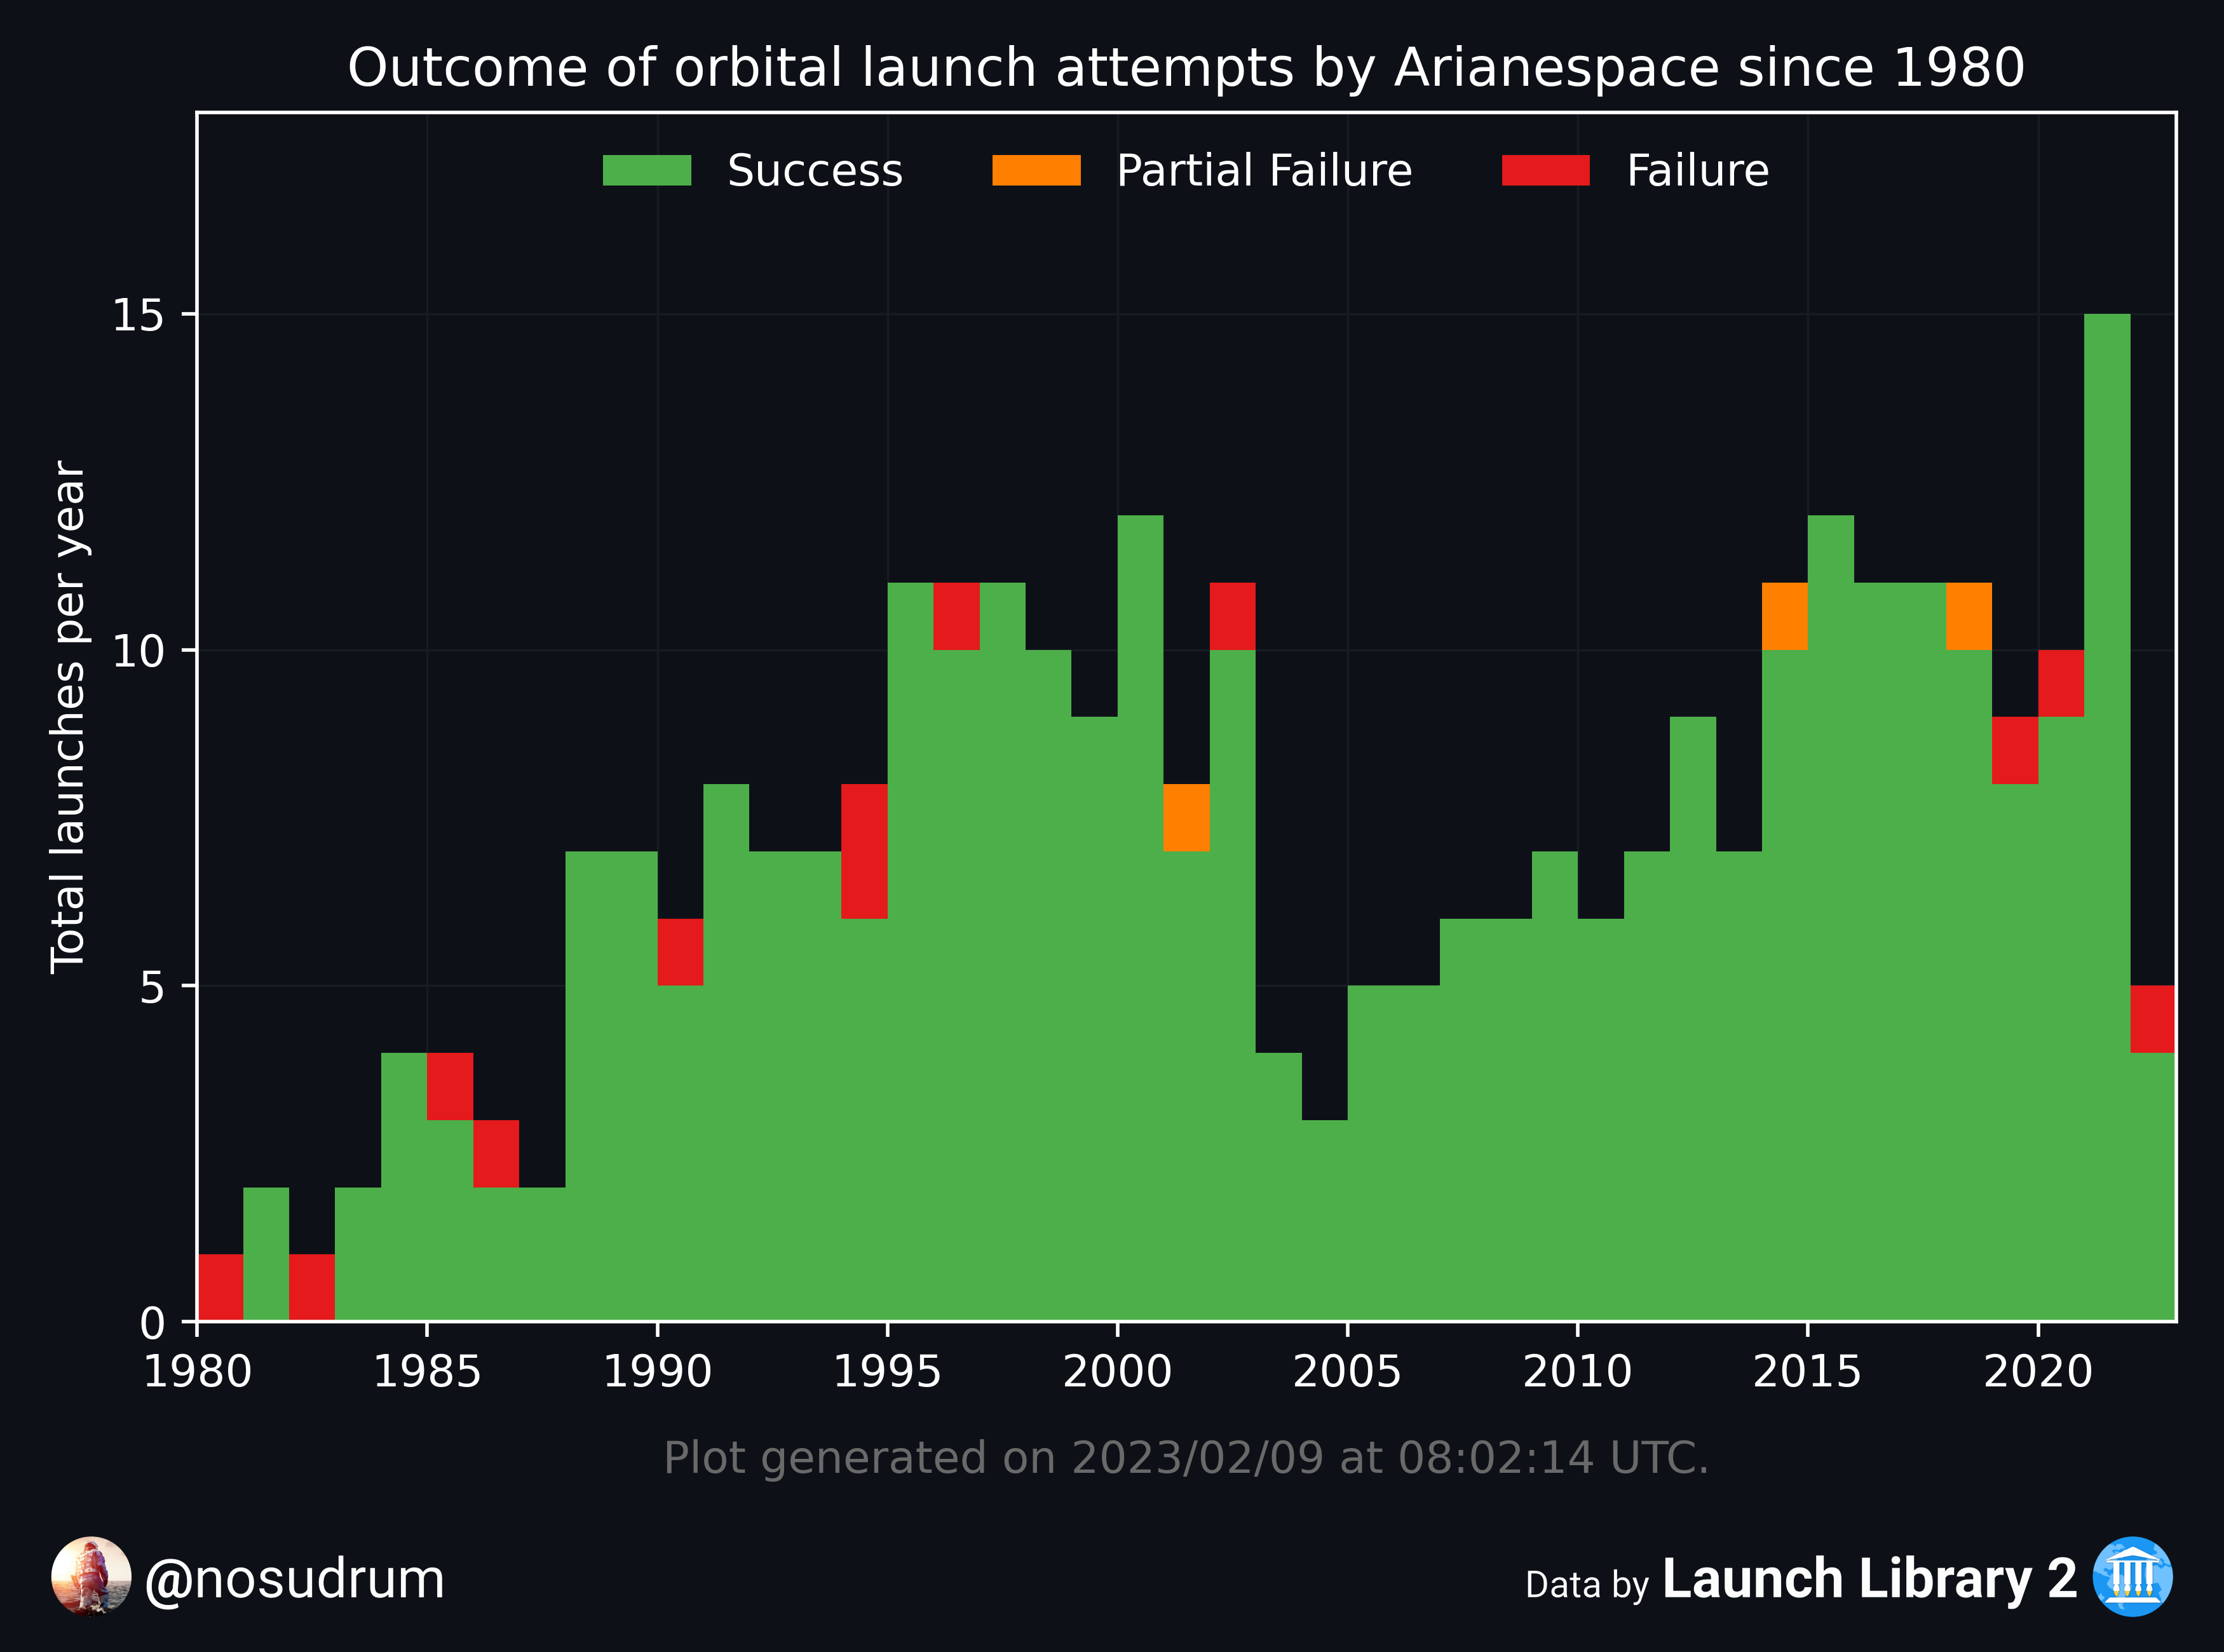 Outcome of orbital launch attempts by Arianespace since 1980
Success Partial Failure Failure
Total launches per year
15
10
5
0
1980 1985 1990 1995 2000 2005 2010 2015 2020
Plot generated on 2023/02/09 at 08:02:14 UTC.
@nosudrum
Data by Launch Library 2